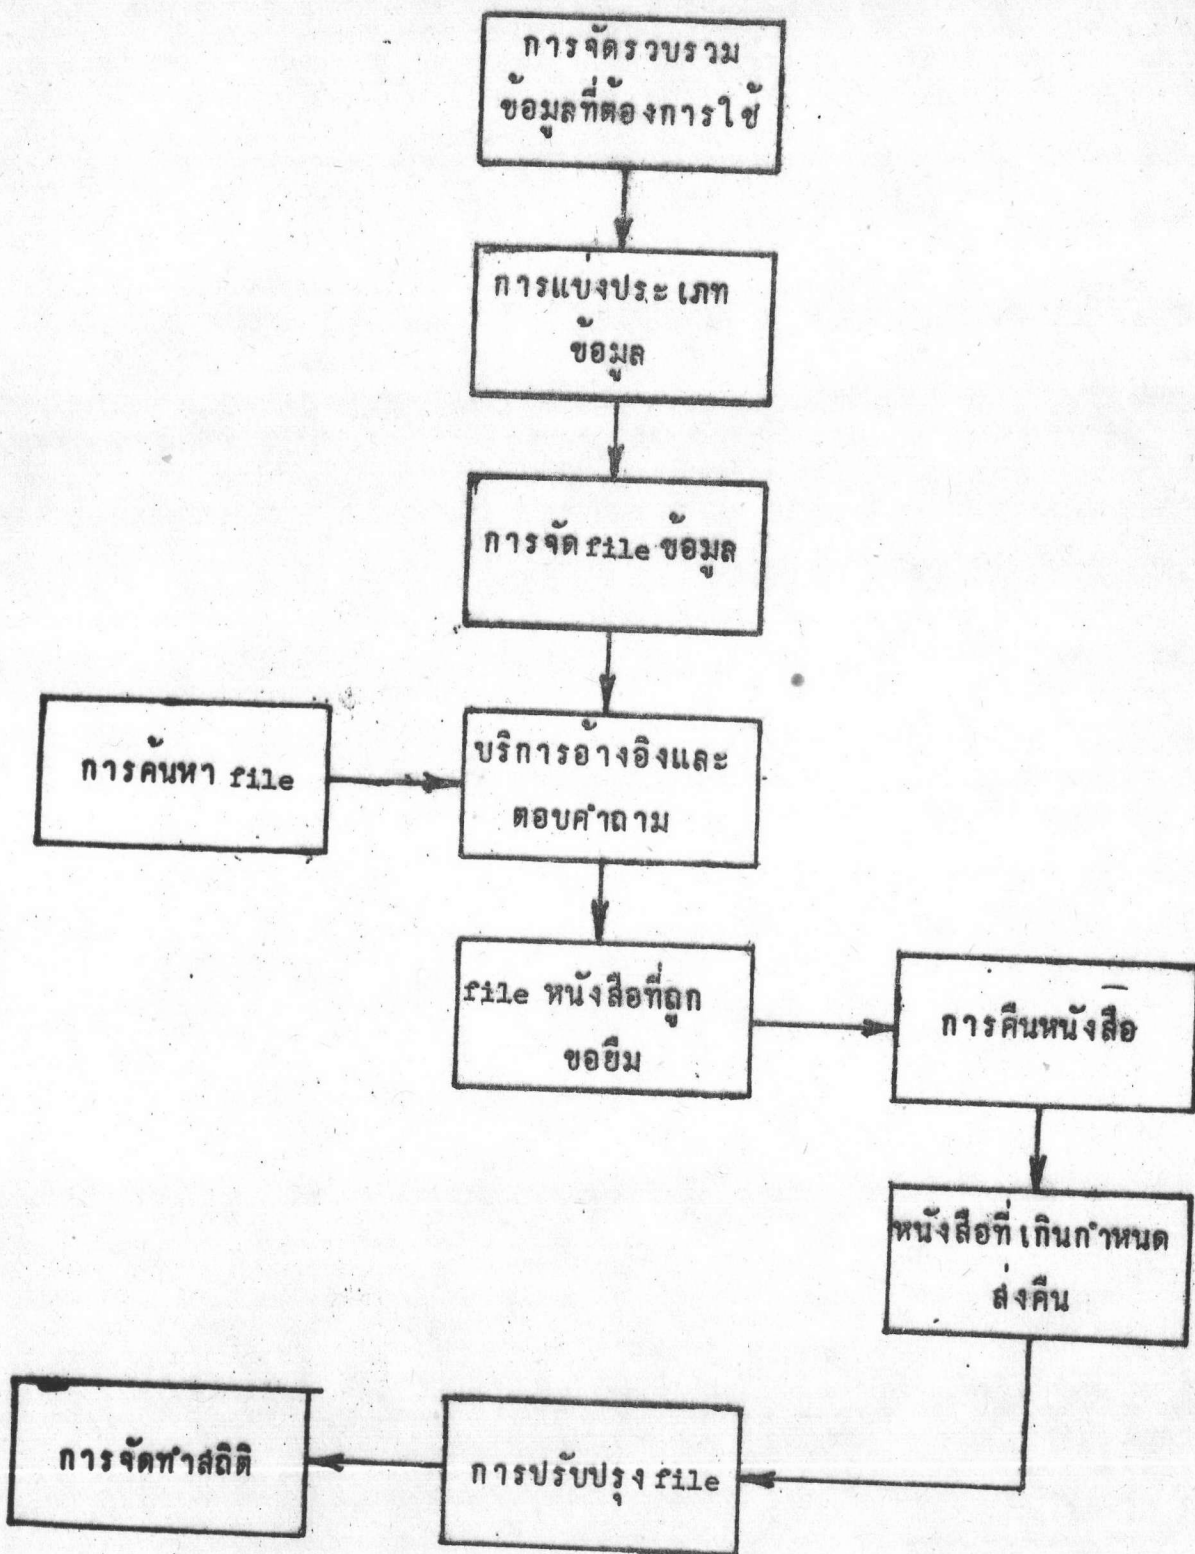 การจัดรวบรวม
ข้อมูลที่ต้องการใช้
การแบ่งประเภท
ข้อมูล
การจัด file ข้อมูล
การค้นหา file
บริการอ้างอิงและ
ตอบคำถาม
file หนังสือที่ถูก
ขอยืม
การคืนหนังสือ
หนังสือที่เกินกำหนด
ส่งคืน
การปรับปรุง file
การจัดทำสถิติ